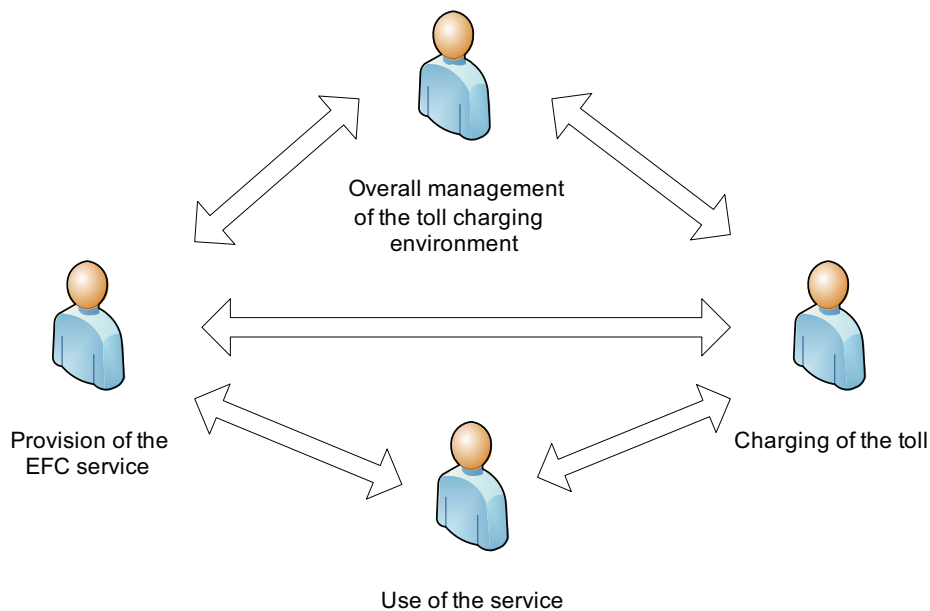 Overall management
of the toll charging
environment
Provision of the
EFC service
Charging of the toll
Use of the service